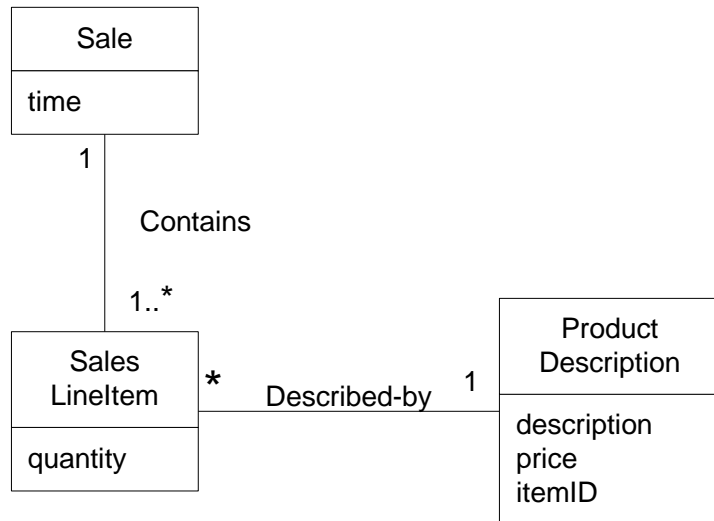 Sale
time
1
Contains
1..*
Sales
LineItem
quantity
*
Described-by
1
Product
Description
description
price
itemID